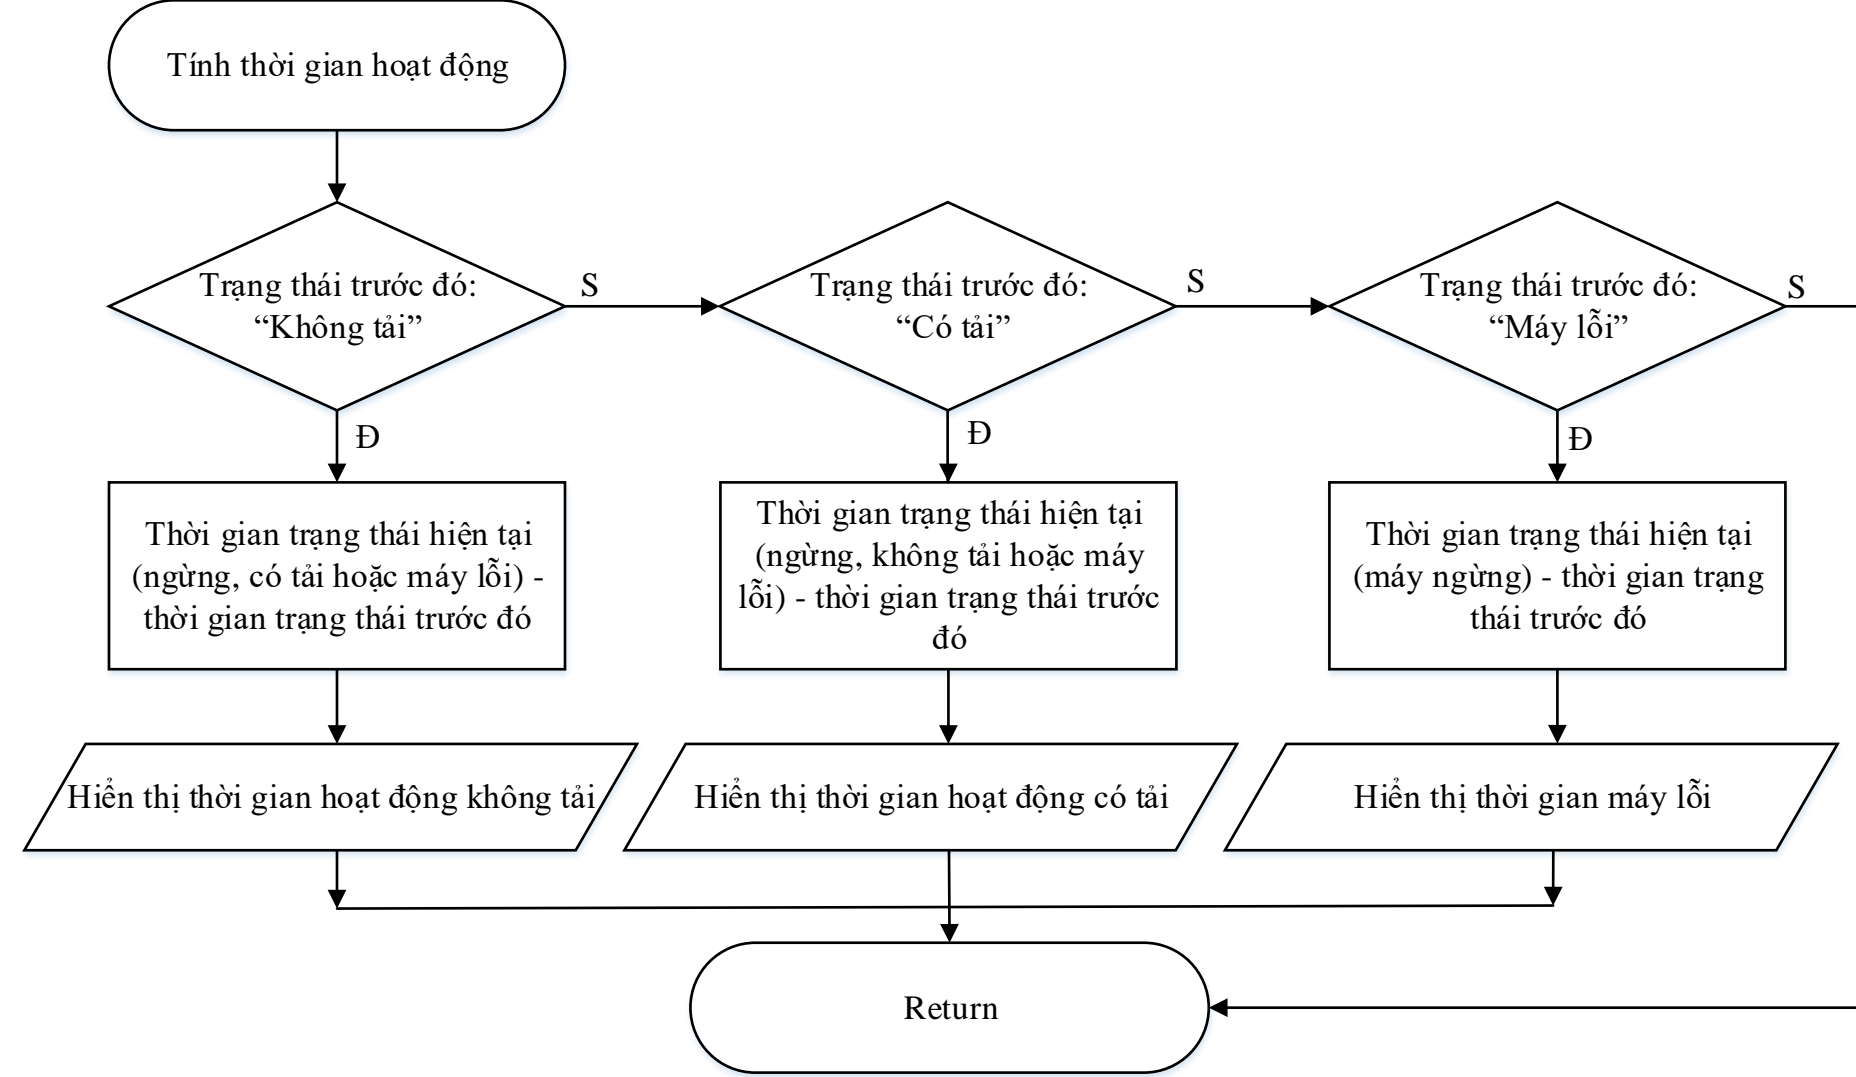 Tính thời gian hoạt động
Trạng thái trước đó:
“Không tải”
S
Trạng thái trước đó:
“Có tải”
S
Trạng thái trước đó:
“Máy lỗi”
S
Đ
Đ
Đ
Thời gian trạng thái hiện tại
(ngừng, có tải hoặc máy lỗi) -
thời gian trạng thái trước đó
Thời gian trạng thái hiện tại
(ngừng, không tải hoặc máy
lỗi) - thời gian trạng thái trước
đó
Thời gian trạng thái hiện tại
(máy ngừng) - thời gian trạng
thái trước đó
Hiển thị thời gian hoạt động không tải
Hiển thị thời gian hoạt động có tải
Hiển thị thời gian máy lỗi
Return